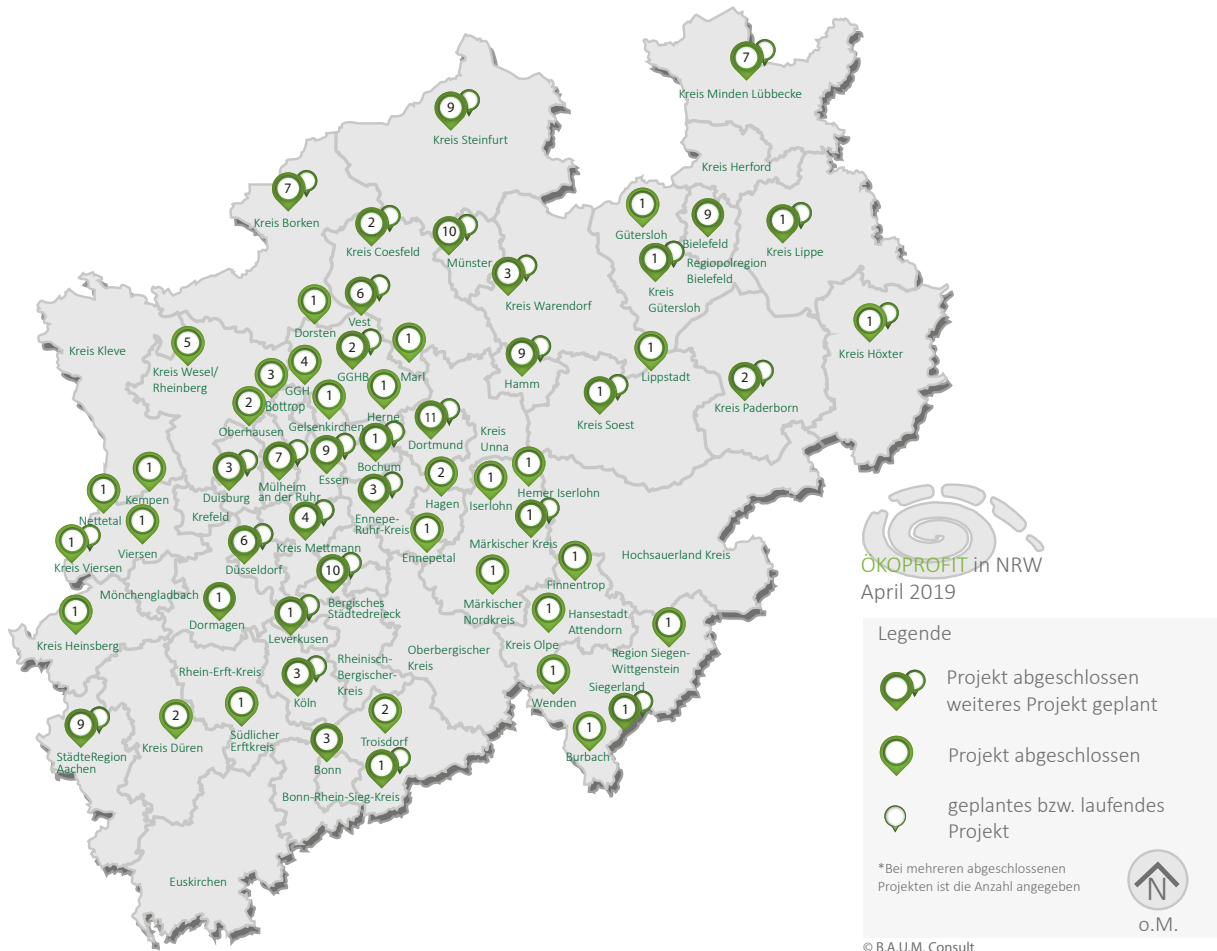 7
Kreis Minden Lübbecke
9
Kreis Steinfurt
Kreis Herford
7
Kreis Borken
2
Kreis Coesfeld
10
Münster
1
Gütersloh
9
Bielefeld
Regiopolregion
Bielefeld
1
Kreis Lippe
1
Kreis
Gütersloh
3
Kreis Warendorf
1
Dorsten
6
Vest
1
Kreis Höxter
Kreis Kleve
5
Kreis Wesel/
Rheinberg
4
GGH
2
GGHB
1
Marl
9
Hamm
1
Lippstadt
2
Kreis Paderborn
1
Kreis Soest
3
Bottrop
2
Oberhausen
1
Gelsenkirchen
1
Herne
11
Dortmund
Kreis
Unna
1
Bochum
9
Essen
7
Mülheim
an der Ruhr
3
Duisburg
1
Kempen
1
Nettetal
Krefeld
1
Viersen
1
Kreis Viersen
3
Ennepe-
Ruhr-Kreis
2
Hagen
1
Iserlohn
1
Hemer Iserlohn
4
Kreis Mettmann
6
Düsseldorf
1
Ennepetal
1
Märkischer Kreis
Hochsauerland Kreis
1
Finnentrop
10
Bergisches
Städtedreieck
1
Märkischer
Nordkreis
Mönchengladbach
1
Dormagen
1
Leverkusen
1
Kreis Heinsberg
1
Hansestadt
Attendorn
Kreis Olpe
1
Region Siegen-
Wittgenstein
Oberbergischer
Kreis
Rheinisch-
Bergischer-
Kreis
Rhein-Erft-Kreis
3
Köln
1
Wenden
Siegerland
1
1
Burbach
9
StädteRegion
Aachen
2
Kreis Düren
1
Südlicher
Erftkreis
2
Troisdorf
3
Bonn
1
Bonn-Rhein-Sieg-Kreis
Euskirchen
ÖKOPROFIT in NRW
April 2019
Legende
Projekt abgeschlossen
weiteres Projekt geplant
Projekt abgeschlossen
geplantes bzw. laufendes
Projekt
*Bei mehreren abgeschlossenen
Projekten ist die Anzahl angegeben
N
o.M.
© B.A.U.M. Consult